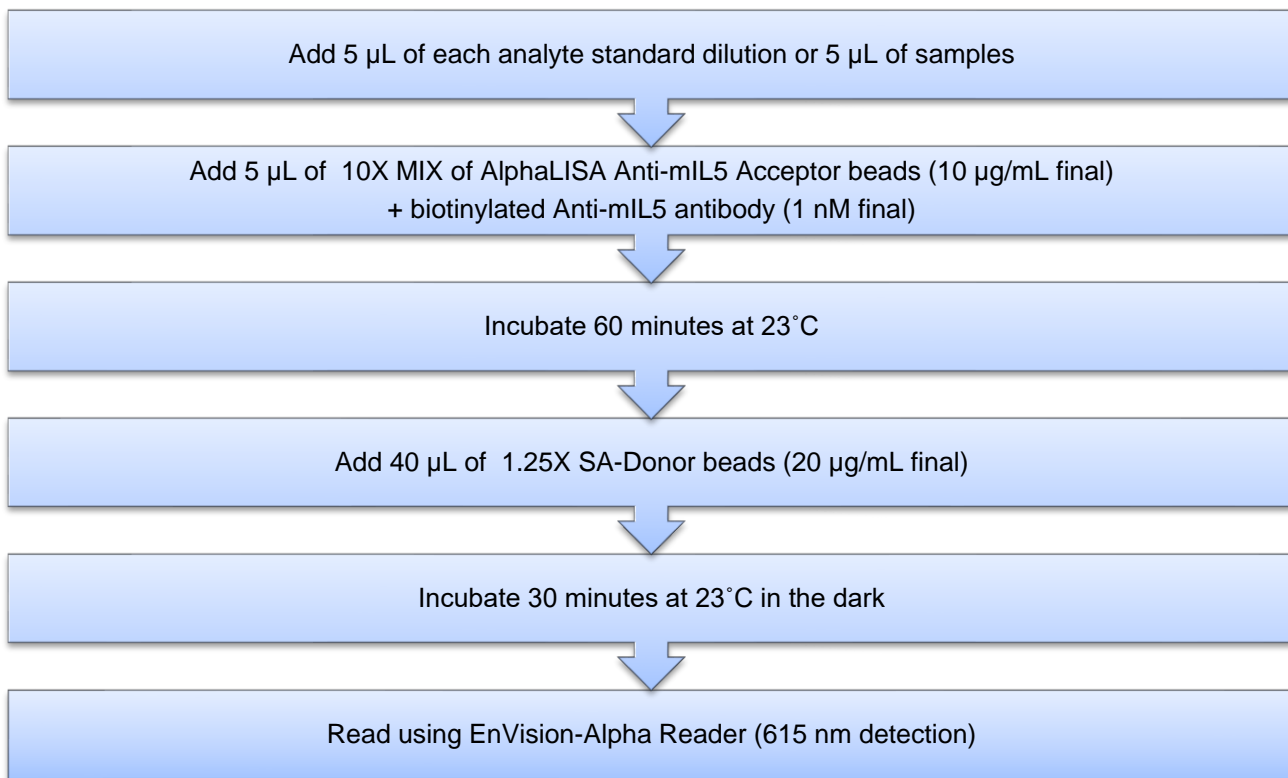 Add 5 µL of each analyte standard dilution or 5 µL of samples
Add 5 µL of  10X MIX of AlphaLISA Anti-mIL5 Acceptor beads (10 µg/mL final)
+ biotinylated Anti-mIL5 antibody (1 nM final)
Incubate 60 minutes at 23˚C
Add 40 µL of  1.25X SA-Donor beads (20 µg/mL final)
Incubate 30 minutes at 23˚C in the dark
Read using EnVision-Alpha Reader (615 nm detection)